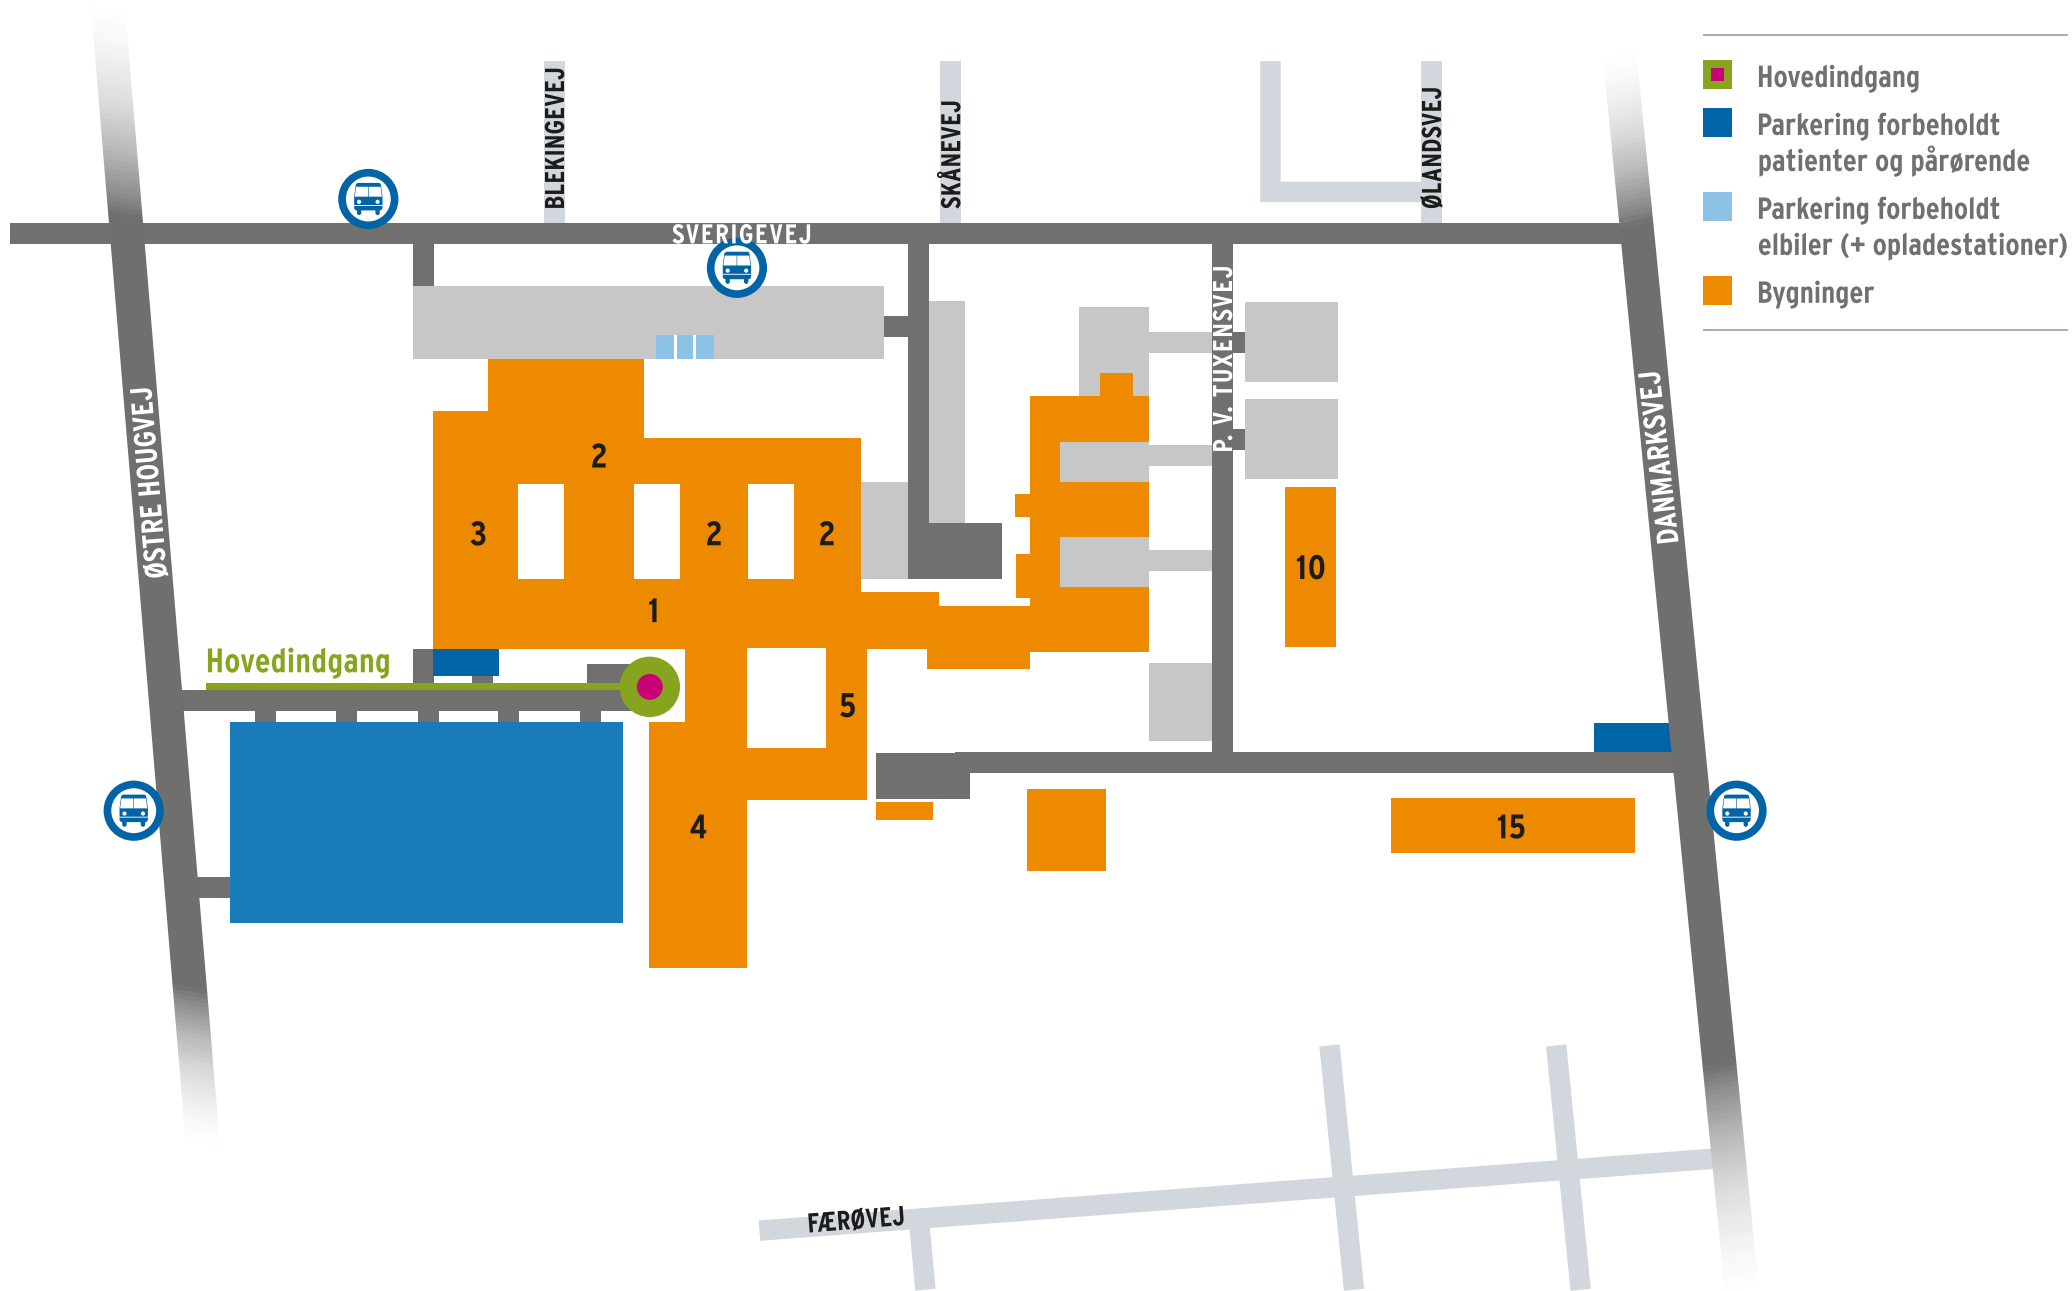 Hovedindgang
Parkering forbeholdt
patienter og pårørende
Parkering forbeholdt
elbiler (+ opladestationer)
Bygninger
BLEKINGEVEJ
SKÅNEVEJ
ØLANDSVEJ
SVERIGEVEJ
P. V. TUXENSVEJ
ØSTRE HOUGVEJ
DANMARKSVEJ
2
3
2
2
10
1
Hovedindgang
5
4
15
FÆRØVEJ